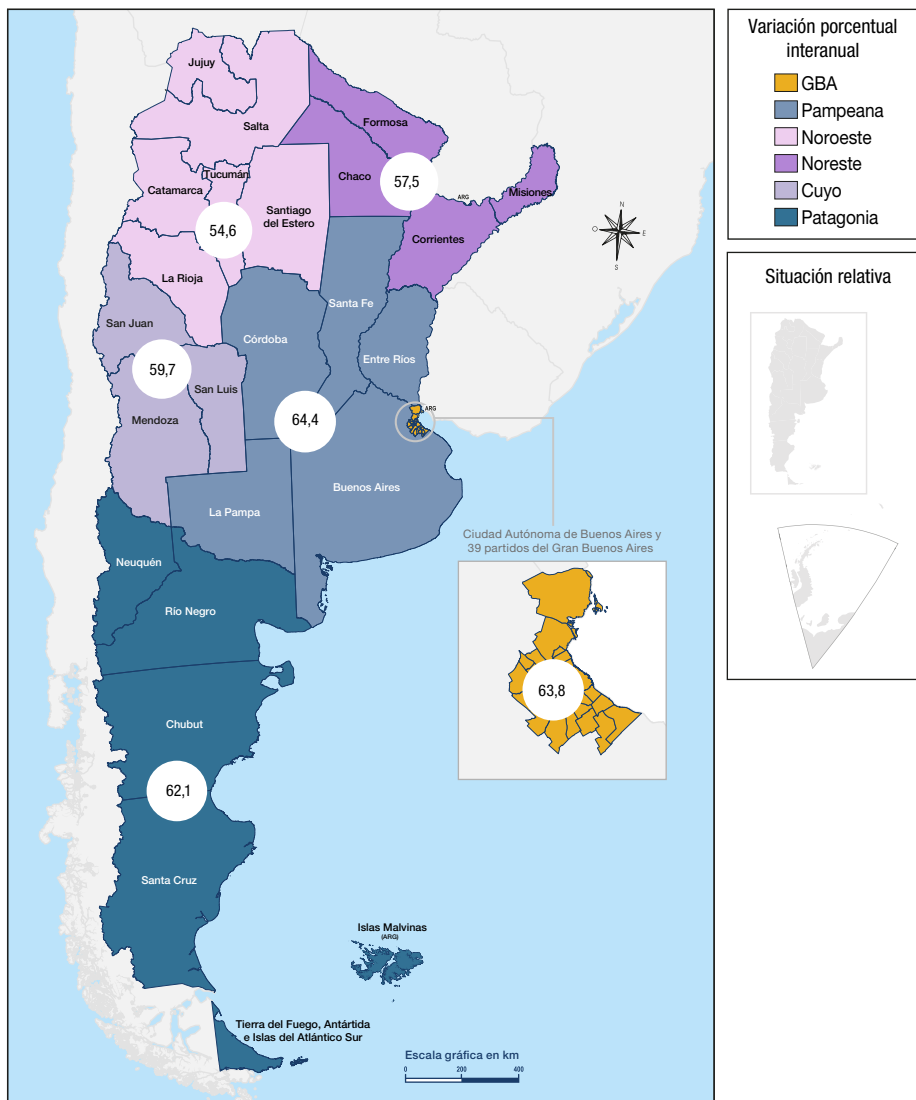 Variación porcentual
interanual
GBA
Pampeana
Noroeste
Noreste
Cuyo
Patagonia
Situación relativa
Jujuy
Salta
Formosa
Chaco
57,5
Misiones
ARG
Corrientes
Tucumán
Catamarca
Santiago
del Estero
54,6
La Rioja
N
O
E
S
San Juan
59,7
San Luis
Mendoza
Santa Fe
Córdoba
Entre Ríos
64,4
ARG
Buenos Aires
La Pampa
Ciudad Autónoma de Buenos Aires y
39 partidos del Gran Buenos Aires
63,8
Neuquén
Río Negro
Chubut
62,1
Santa Cruz
Islas Malvinas
(ARG)
Tierra del Fuego, Antártida
e Islas del Atlántico Sur
Escala gráfica en km
0 200 400